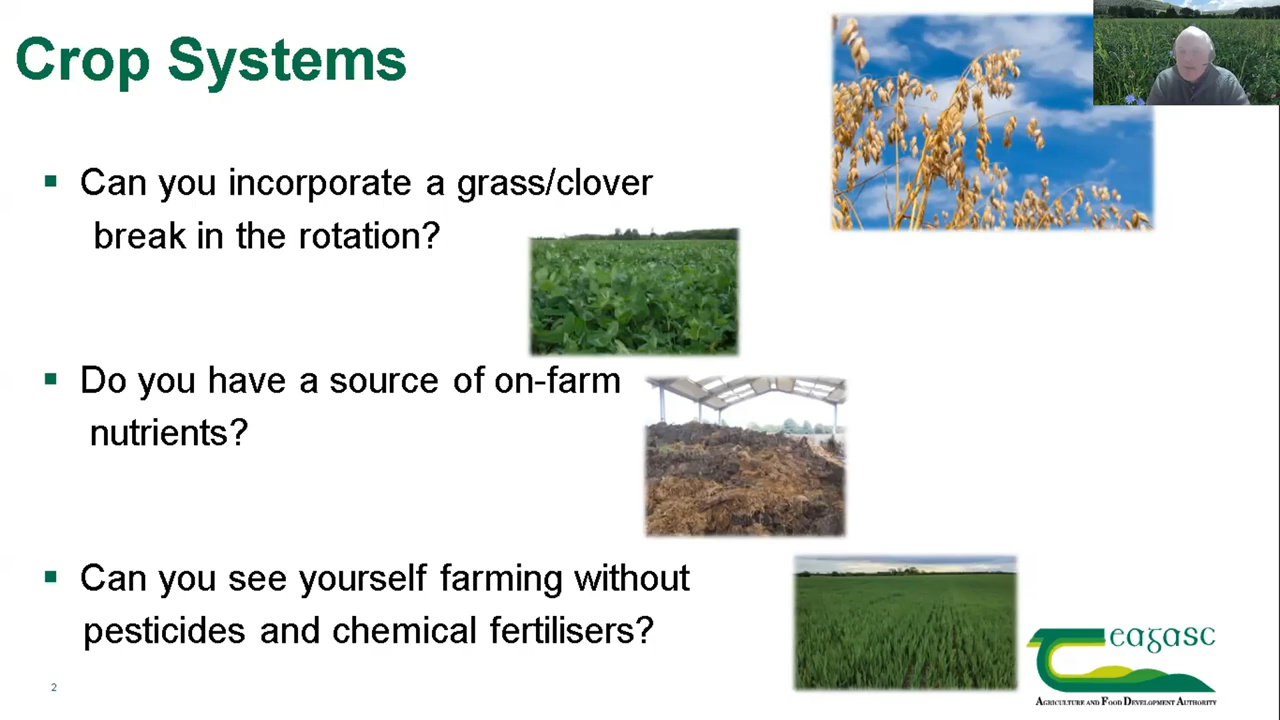 Crop Systems
▪ Can you incorporate a grass/clover
break in the rotation?
▪ Do you have a source of on-farm
nutrients?
▪ Can you see yourself farming without
pesticides and chemical fertilisers?
2
teagasc
AGRICULTURE AND FOOD DEVELOPMENT AUTHORITY